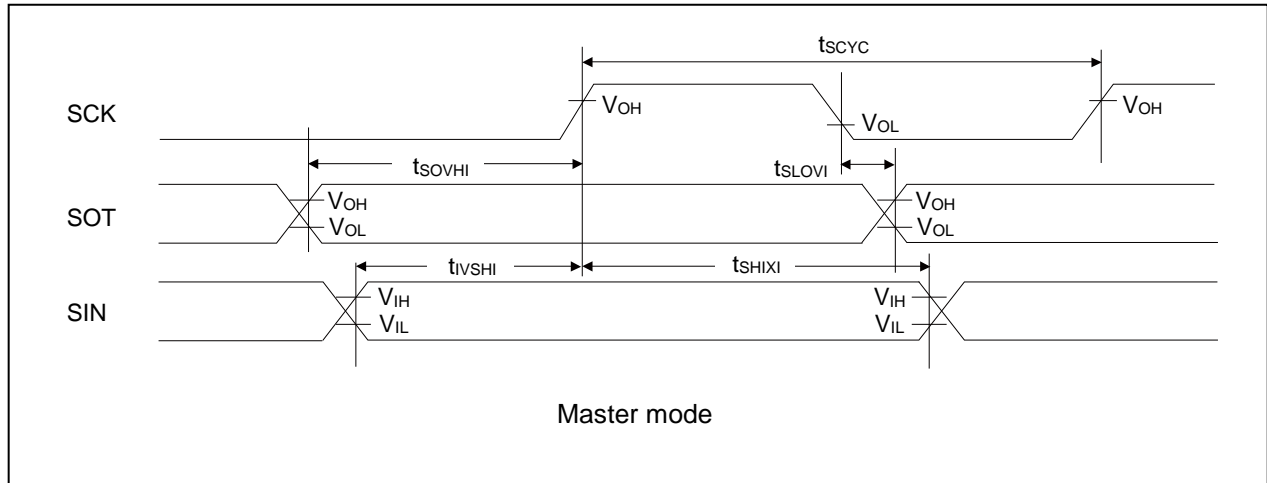 tSCYC
SCK
VOH
VOL
VOH
tSOVHI
tSLOVI
SOT
VOH
VOL
VOH
VOL
tIVSHI
tSHIXI
SIN
VIH
VIL
VIH
VIL
Master mode